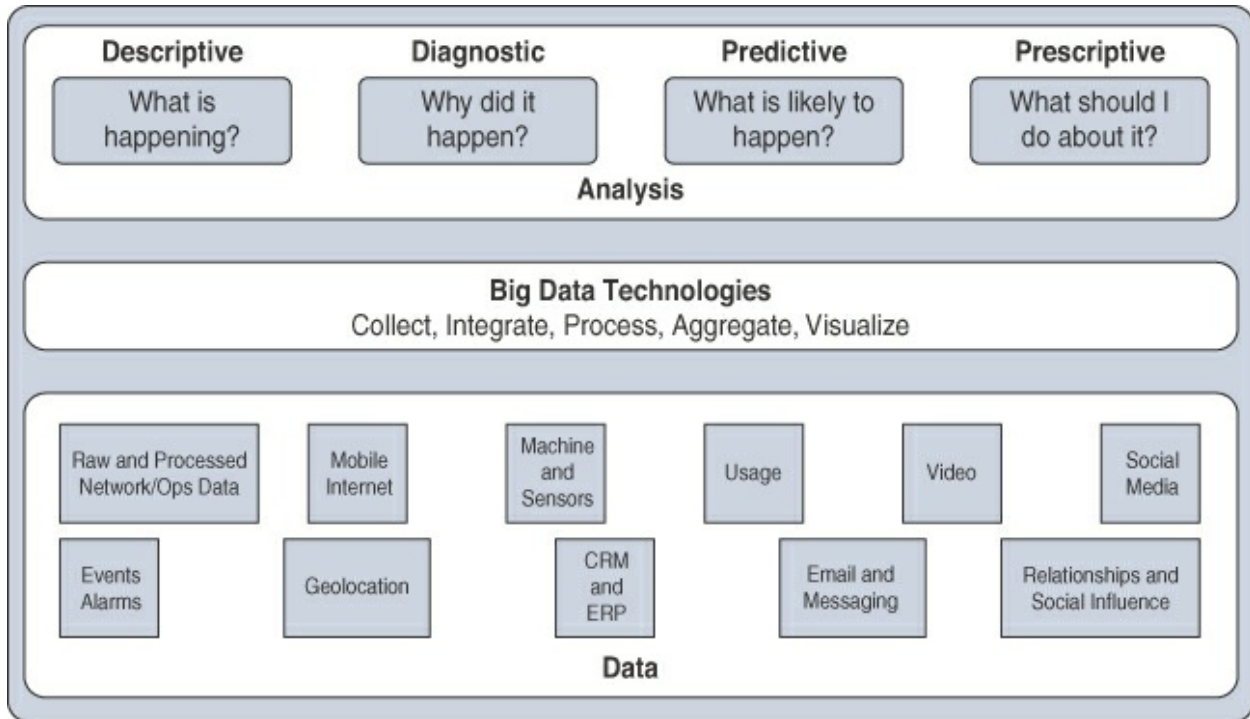 Descriptive
Diagnostic
Predictive
Prescriptive
What is
happening?
Why did it
happen?
What is likely to
happen?
What should I
do about it?
Analysis
Big Data Technologies
Collect, Integrate, Process, Aggregate, Visualize
Raw and Processed
Network/Ops Data
Mobile
Internet
Machine
and
Sensors
Usage
Video
Social
Media
Events
Alarms
Geolocation
CRM
and
ERP
Email and
Messaging
Relationships and
Social Influence
Data